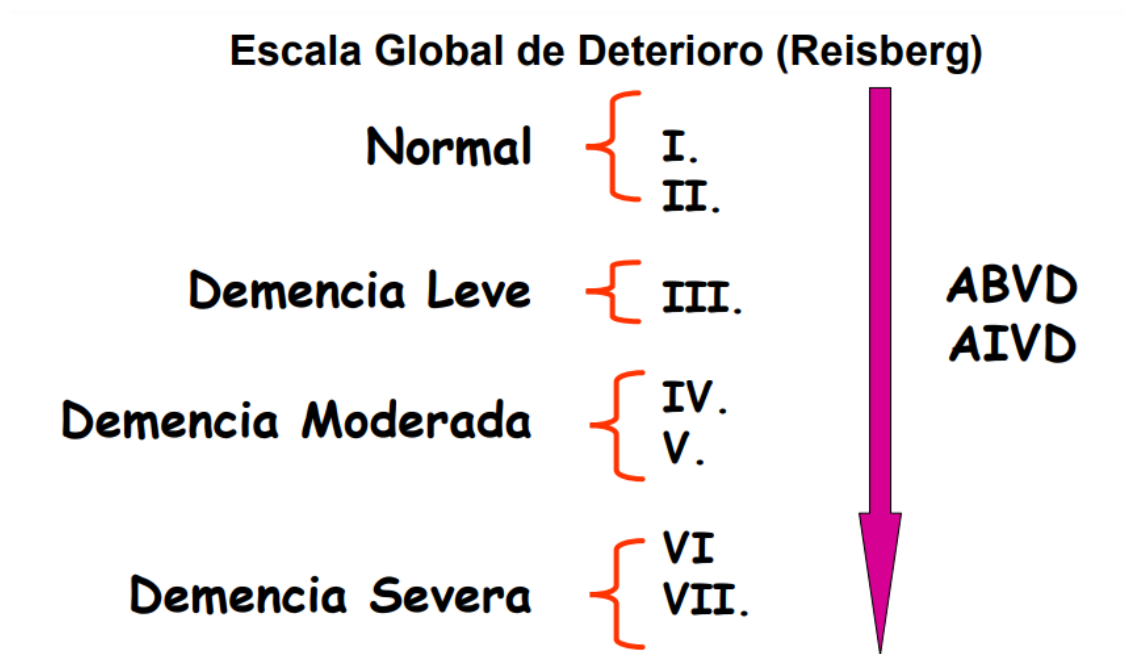 Escala Global de Deterioro (Reisberg)
Normal
I.
II.
Demencia Leve
III.
Demencia Moderada
IV.
V.
Demencia Severa
VI
VII.
ABVD
AIVD